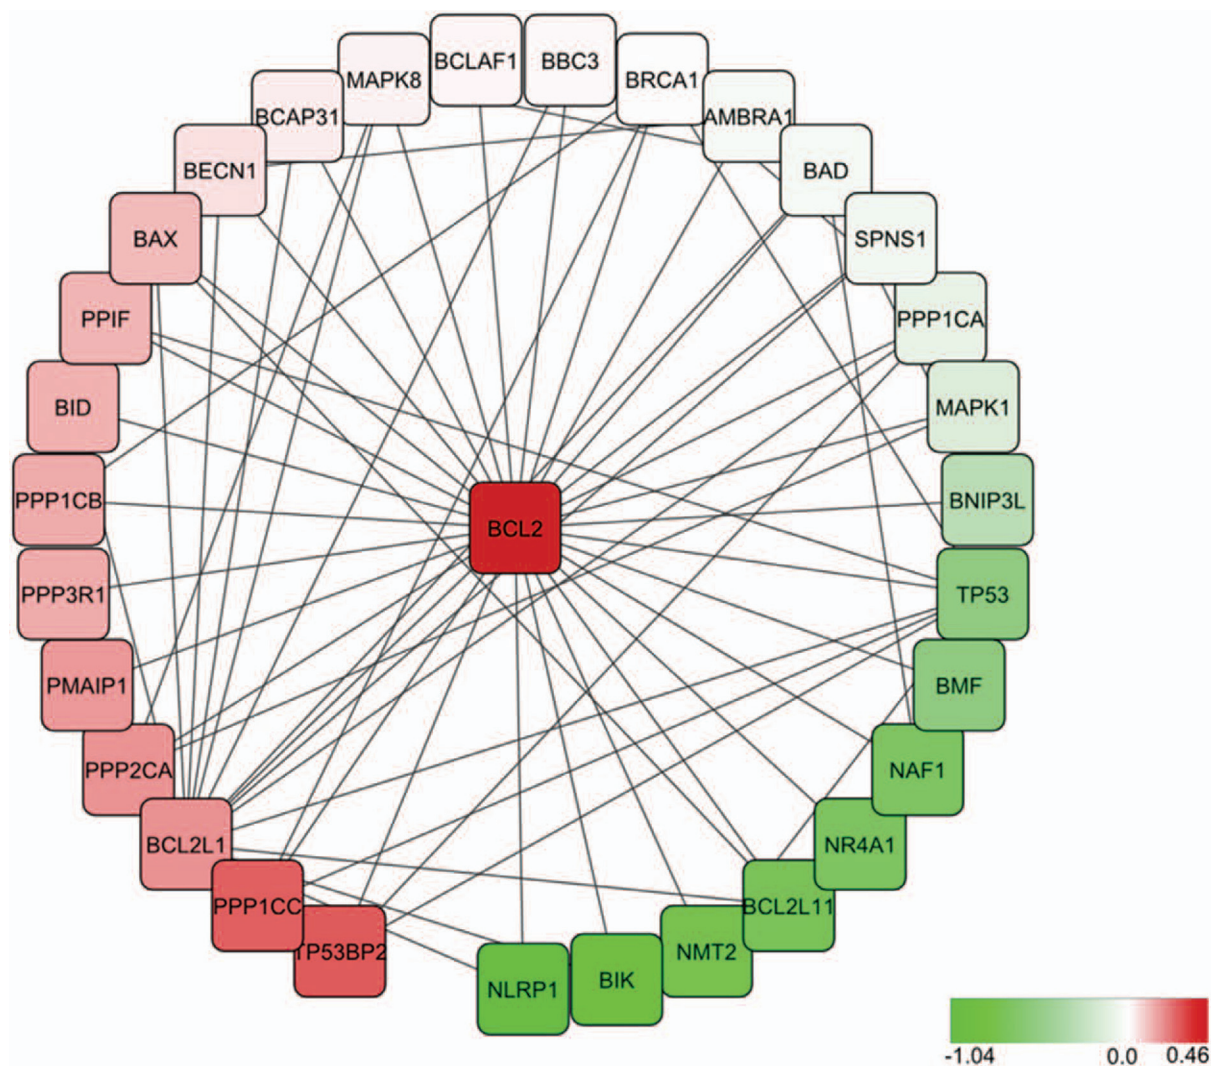 BCLAF1
BBC3
MAPK8
BRCA1
BCAP31
AMBRA1
BECN1
BAD
BAX
SPNS1
PPIF
PPP1CA
BID
MAPK1
PPP1CB
BNIP3L
BCL2
PPP3R1
TP53
PMAIP1
BMF
PPP2CA
NAF1
BCL2L1
NR4A1
PPP1CC
BCL2L11
TP53BP2
NMT2
NLRP1
BIK
-1.04
0.0
0.46